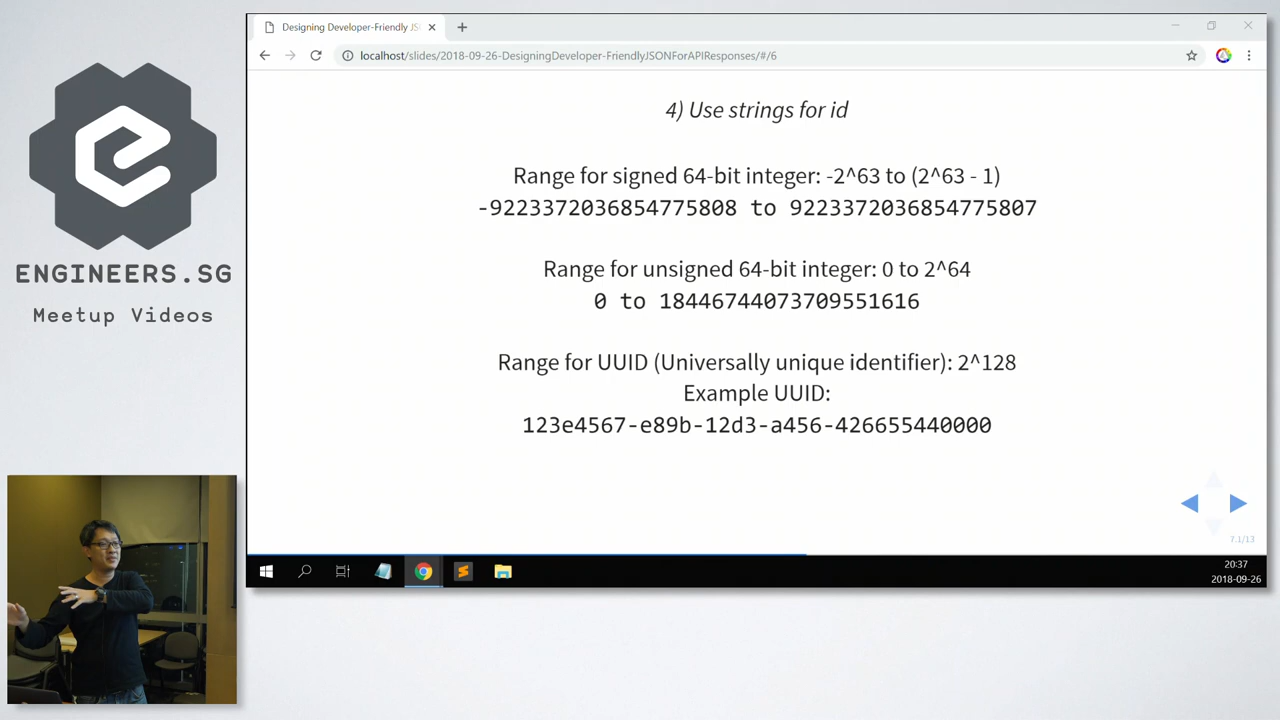 ENGINEERS.SG
Meetup Videos
Designing Developer-Friendly JS
localhost/slides/2018-09-26-DesigningDeveloper-FriendlyJSONForAPIResponses/#/6
4) Use strings for id
Range for signed 64-bit integer: -2^63 to (2^63 - 1)
-9223372036854775808 to 9223372036854775807
Range for unsigned 64-bit integer: 0 to 2^64
0 to 18446744073709551616
Range for UUID (Universally unique identifier): 2^128
Example UUID:
123e4567-e89b-12d3-a456-426655440000
7.1/13
20:37
2018-09-26